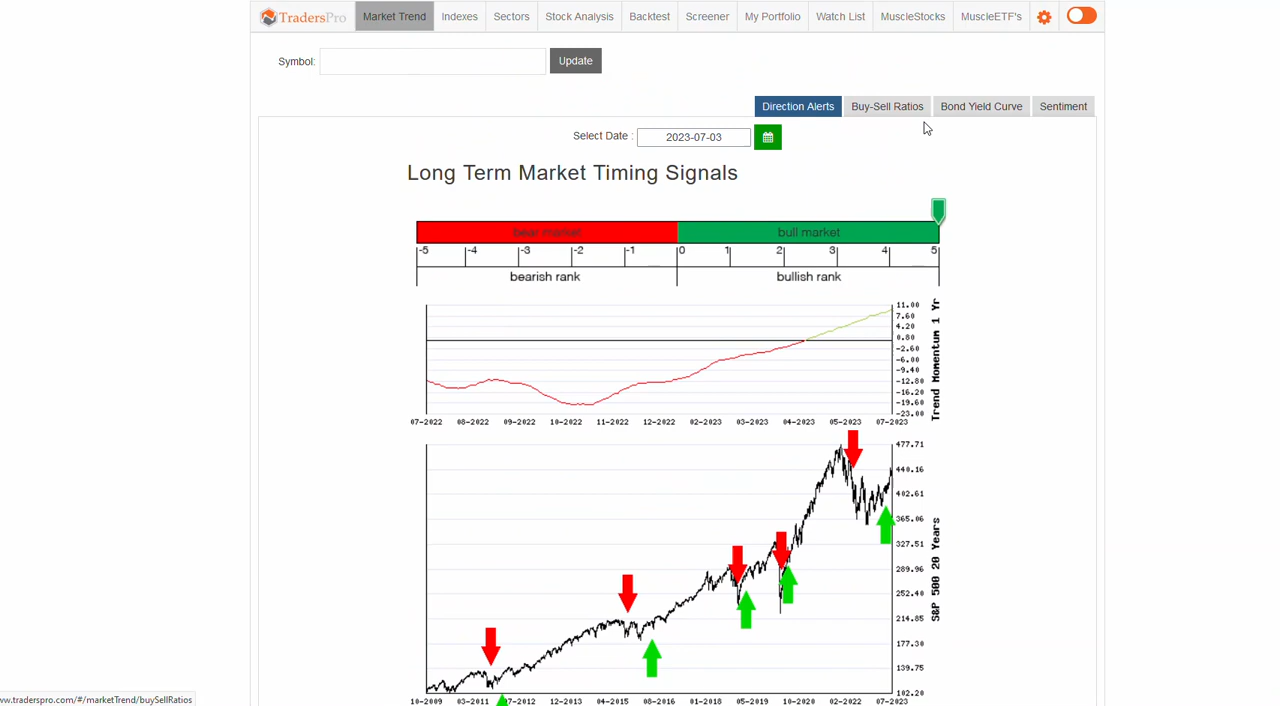 TradersPro Market Trend Indexes Sectors Stock Analysis Backtest Screener My Portfolio Watch List MuscleStocks MuscleETF's
Symbol: Update
Direction Alerts Buy-Sell Ratios Bond Yield Curve Sentiment
Select Date : 2023-07-03
Long Term Market Timing Signals
bear market bull market
-5 -4 -3 -2 -1 0 1 2 3 4 5
bearish rank bullish rank
11.00
7.60
4.20
0.80
-2.60
-6.00
-9.40
-12.80
-16.20
-19.60
-23.00
Trend Momentum 1 Yr
07-2022 08-2022 09-2022 10-2022 11-2022 12-2022 02-2023 03-2023 04-2023 05-2023 07-2023
477.71
440.16
402.61
365.06
327.51
289.96
252.40
214.85
177.30
139.75
102.20
S&P 500 20 Years
10-2009 03-2011 7-2012 12-2013 04-2015 08-2016 01-2018 05-2019 10-2020 02-2022 07-2023
ww.traderspro.com/#/marketTrend/buySellRatios